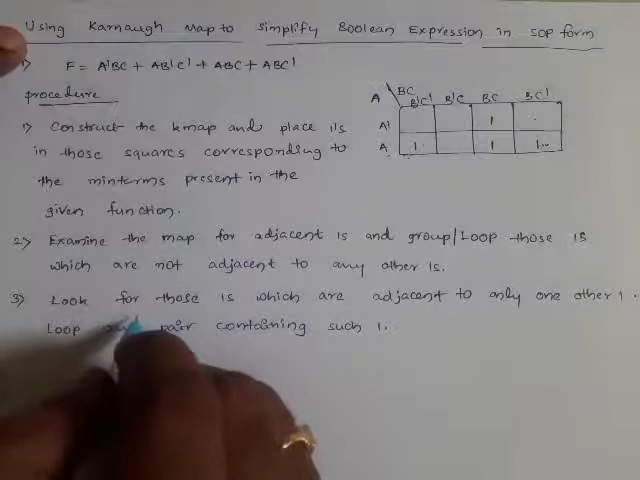 Using Karnaugh Map to Simplify Boolean Expression in SOP form
1) F = A'BC + AB'C' + ABC + ABC'
procedure
A BC
B'C' B'C BC BC'
A' 1
A 1 1 1
1) Construct the kmap and place 1s
in those squares corresponding to
the minterms present in the
given function.
2) Examine the map for adjacent 1s and group/Loop those 1s
which are not adjacent to any other 1s.
3) Look for those 1s which are adjacent to only one other 1.
Loop any pair containing such 1.